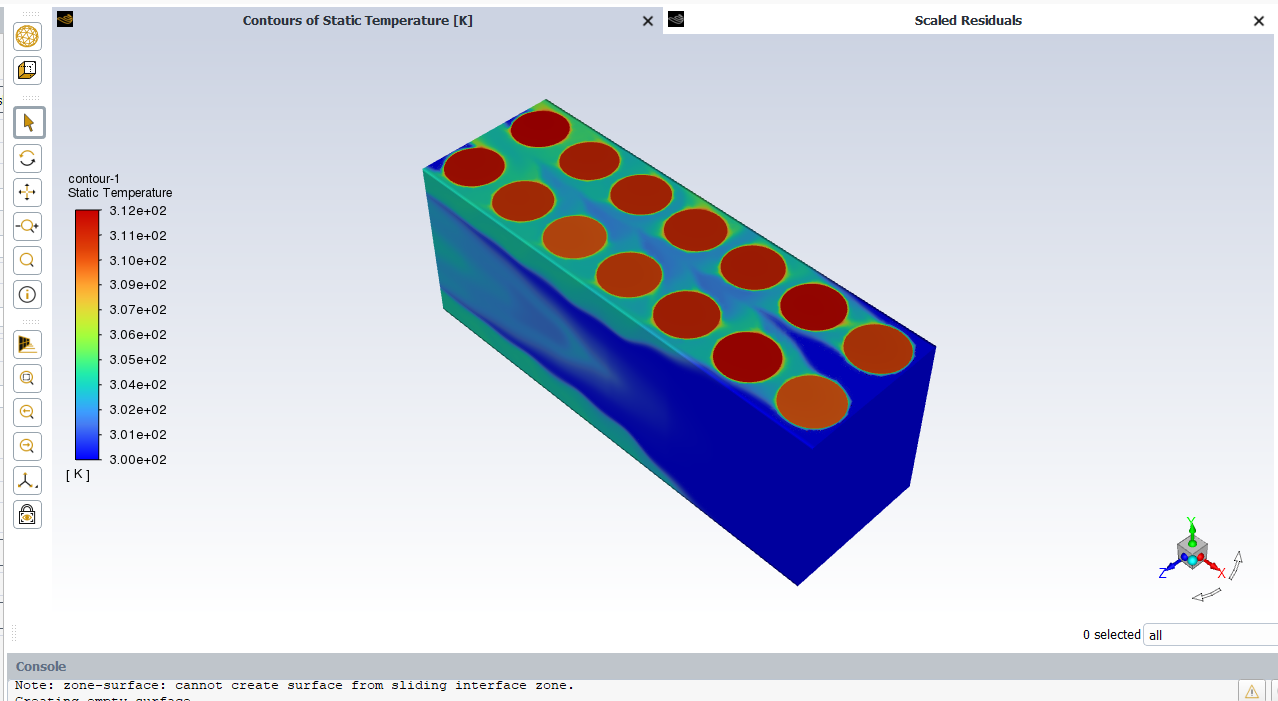 Contours of Static Temperature [K]
Scaled Residuals
contour-1
Static Temperature
3.12e+02
3.11e+02
3.10e+02
3.09e+02
3.07e+02
3.06e+02
3.05e+02
3.04e+02
3.02e+02
3.01e+02
3.00e+02
[ K ]
Y
Z
X
0 selected
all
Console
Note: zone-surface: cannot create surface from sliding interface zone.
Creating empty surface.